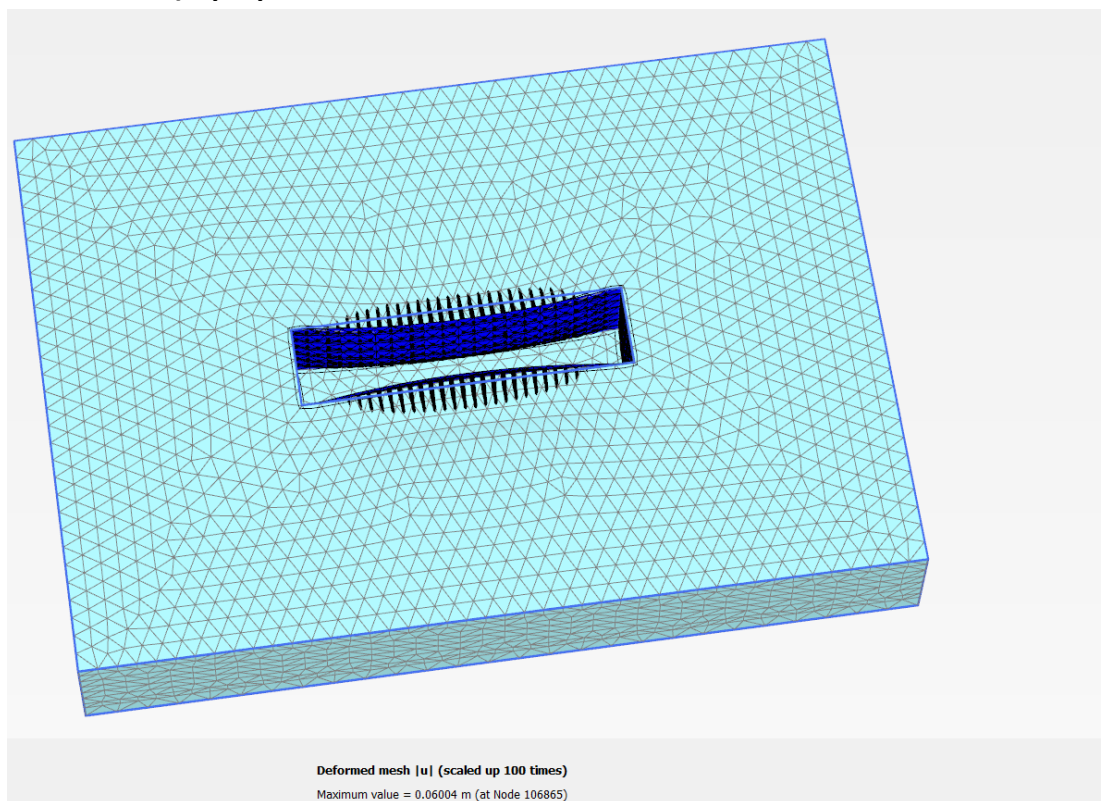 Deformed mesh |u| (scaled up 100 times)
Maximum value = 0.06004 m (at Node 106865)